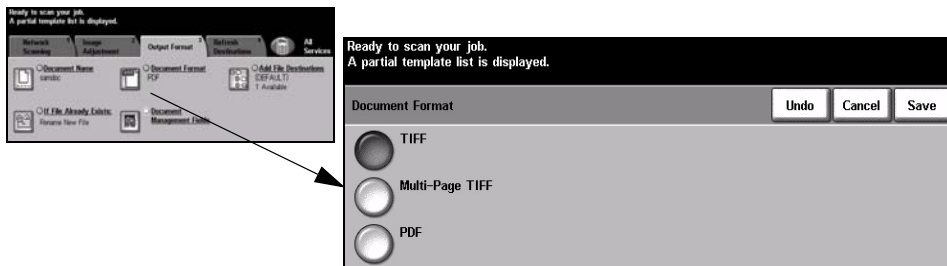 Ready to scan your job.
A partial template list is displayed.
Network Scanning
Image Adjustment
Output Format
Refresh Destinations
All Services
Document Name
Document Format
PDF
Add File Destinations
(DEFAULT)
1 Available
If File Already Exists:
Rename New File
Document Management Fields
Ready to scan your job.
A partial template list is displayed.
Document Format
Undo
Cancel
Save
TIFF
Multi-Page TIFF
PDF